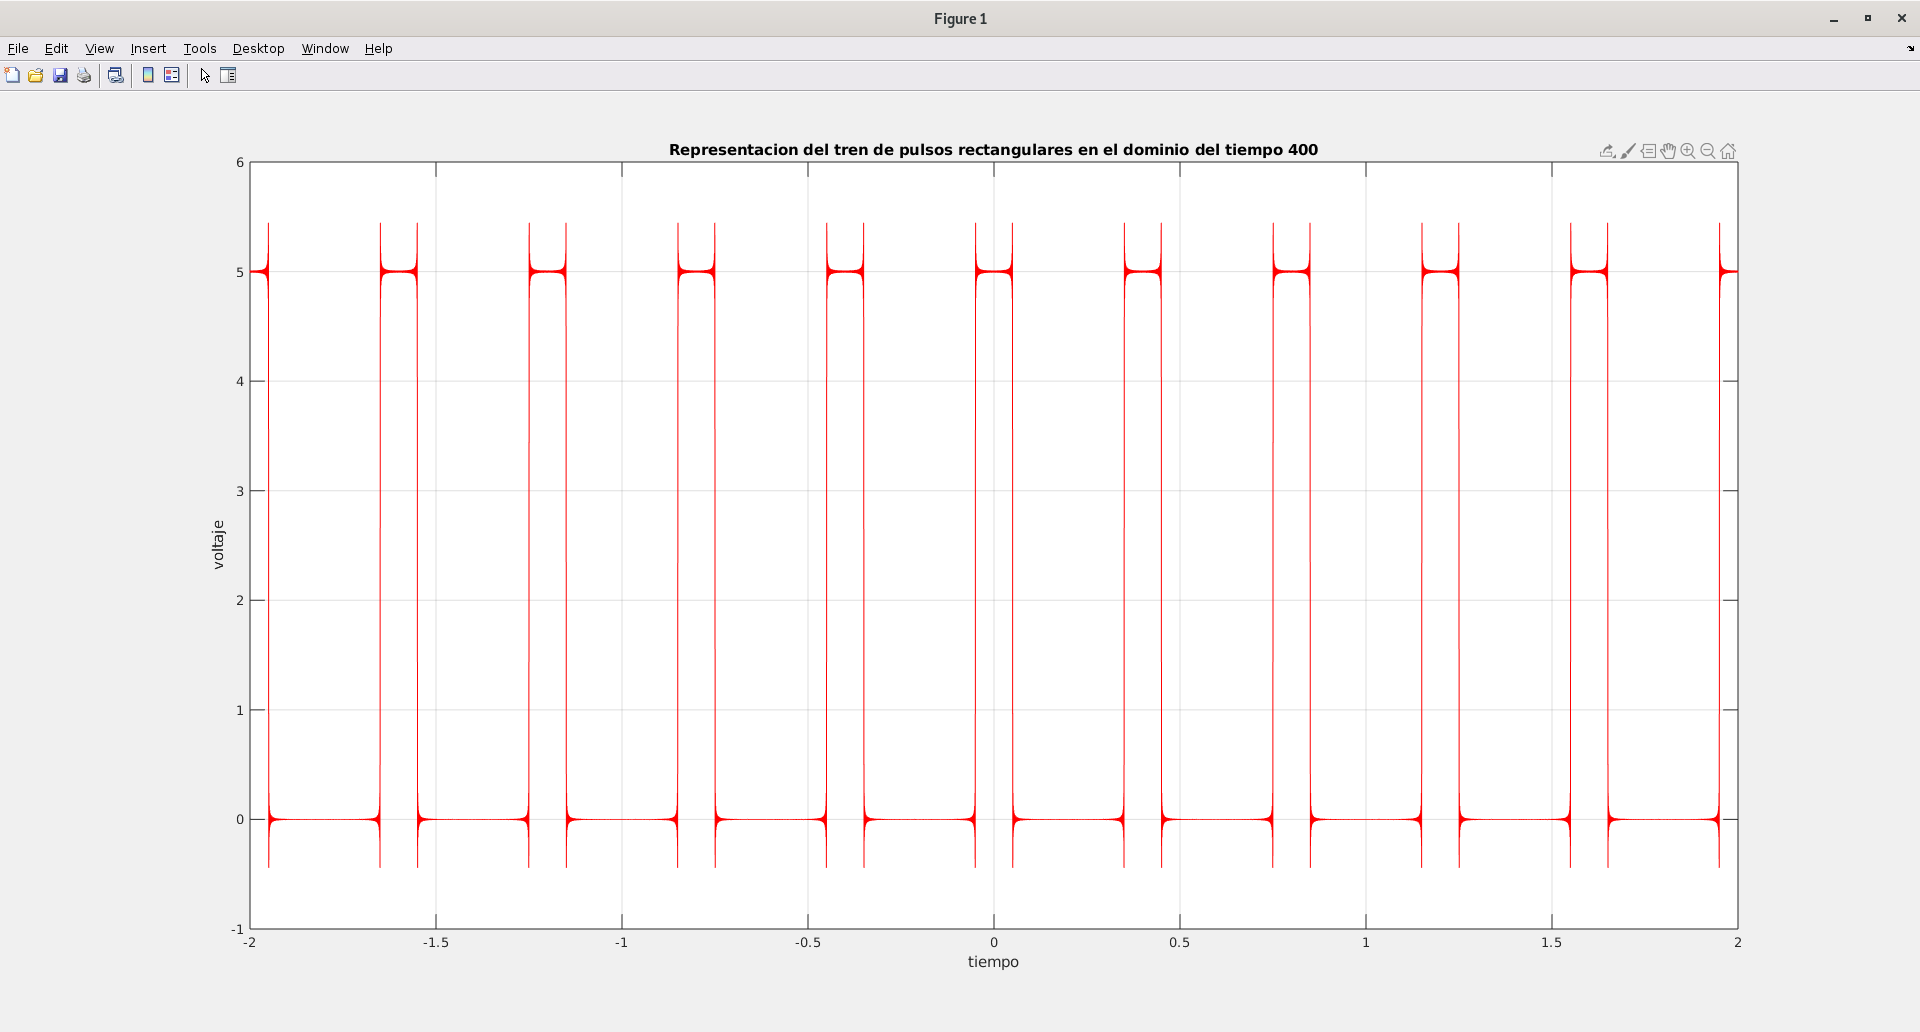 Figure 1
File Edit View Insert Tools Desktop Window Help
Representacion del tren de pulsos rectangulares en el dominio del tiempo 400
6
5
4
3
2
1
0
-1
voltaje
-2 -1.5 -1 -0.5 0 0.5 1 1.5 2
tiempo